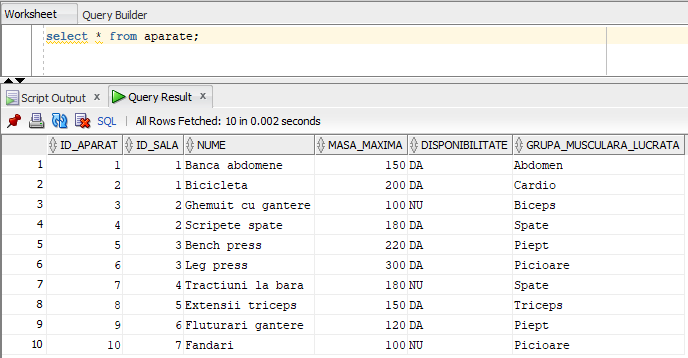 Worksheet Query Builder
select * from aparate;
Script Output x Query Result x
SQL | All Rows Fetched: 10 in 0.002 seconds
ID_APARAT ID_SALA NUME MASA_MAXIMA DISPONIBILITATE GRUPA_MUSCULARA_LUCRATA
1 1 1 Banca abdomene 150 DA Abdomen
2 2 1 Bicicleta 200 DA Cardio
3 3 2 Ghemuit cu gantere 100 NU Biceps
4 4 2 Scripete spate 180 DA Spate
5 5 3 Bench press 220 DA Piept
6 6 3 Leg press 300 DA Picioare
7 7 4 Tractiuni la bara 180 NU Spate
8 8 5 Extensii triceps 150 DA Triceps
9 9 6 Fluturari gantere 120 DA Piept
10 10 7 Fandari 100 NU Picioare